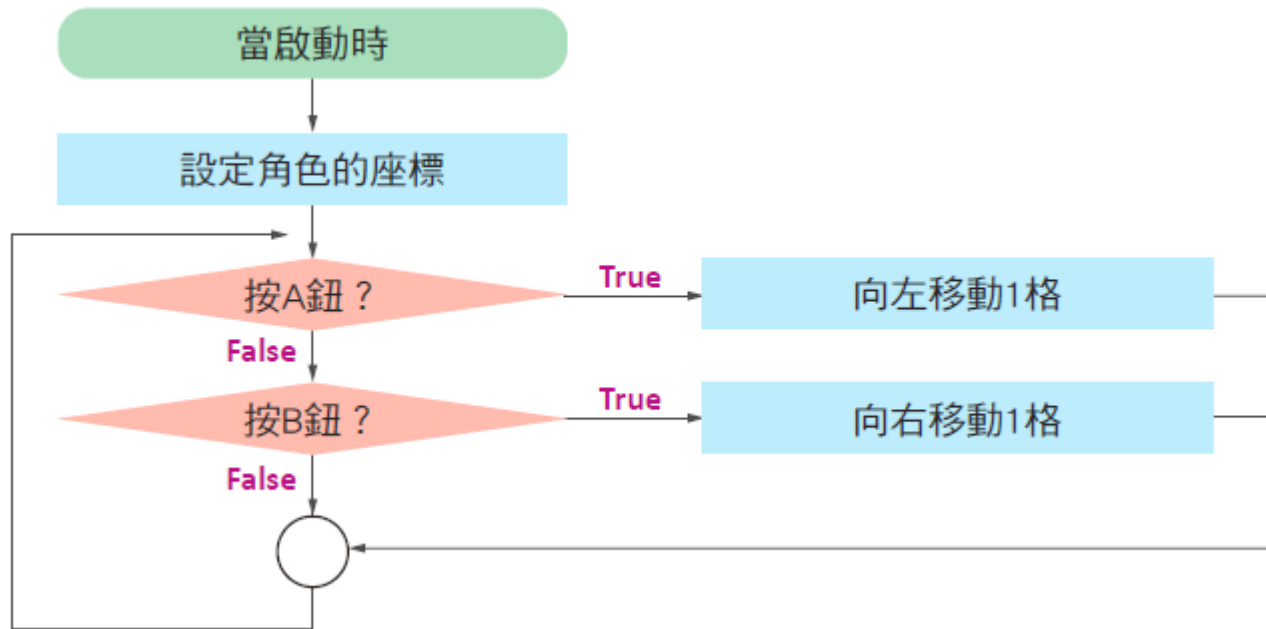 當啟動時
設定角色的座標
按A鈕？
True
向左移動1格
False
按B鈕？
True
向右移動1格
False